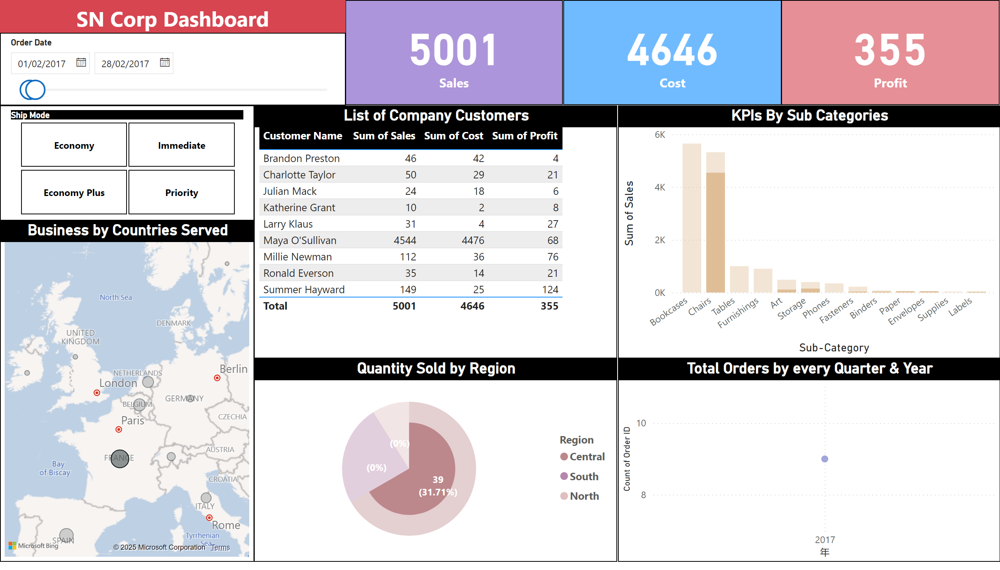 SN Corp Dashboard
Order Date
01/02/2017 28/02/2017
5001
Sales
4646
Cost
355
Profit
Ship Mode
Economy Immediate
Economy Plus Priority
Business by Countries Served
North Sea
DENMARK
UNITED
KINGDOM
Berlin
NETHERLANDS
London
GERMANY
BELGIUM
CZECHIA
Paris
AUSTRIA
FRANCE
Bay
of Biscay
CROATIA
ITALY
Rome
Tyrrhenian
Sea
SPAIN
Microsoft Bing
© 2025 Microsoft Corporation Terms
List of Company Customers
Customer Name Sum of Sales Sum of Cost Sum of Profit
Brandon Preston 46 42 4
Charlotte Taylor 50 29 21
Julian Mack 24 18 6
Katherine Grant 10 2 8
Larry Klaus 31 4 27
Maya O'Sullivan 4544 4476 68
Millie Newman 112 36 76
Ronald Everson 35 14 21
Summer Hayward 149 25 124
Total 5001 4646 355
KPIs By Sub Categories
Sum of Sales
6K
4K
2K
0K
Bookcases Chairs Tables Furnishings Art Storage Phones Fasteners Binders Paper Envelopes Supplies Labels
Sub-Category
Quantity Sold by Region
(0%)
(0%)
39
(31.71%)
Region
Central
South
North
Total Orders by every Quarter & Year
Count of Order ID
10
8
2017
年